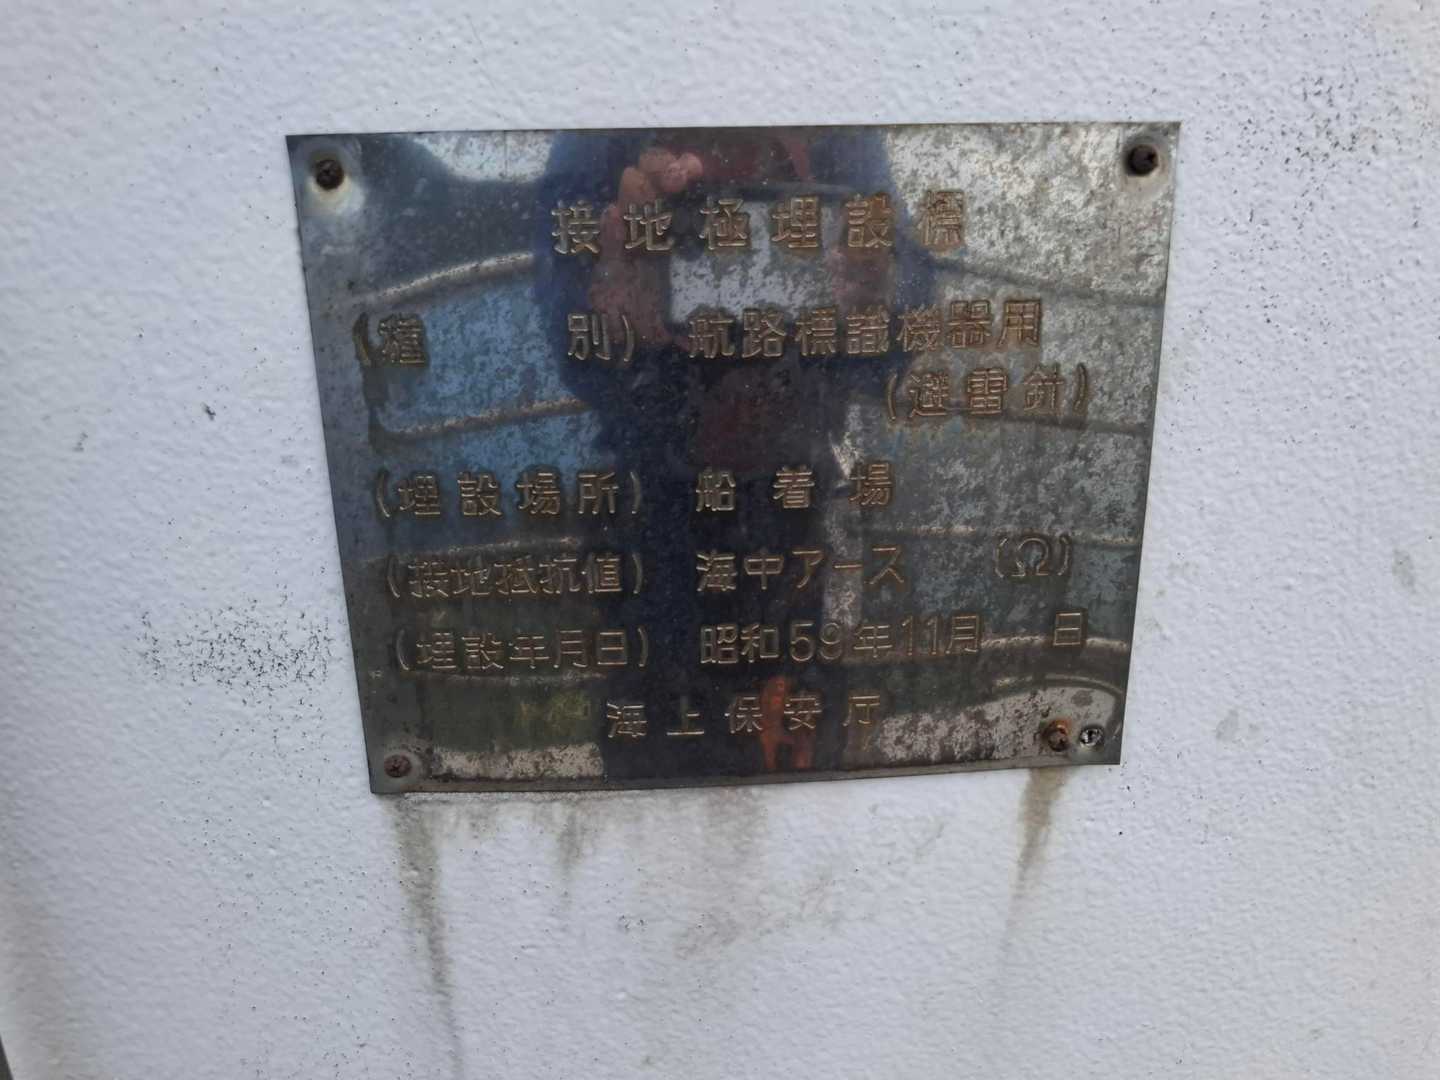 接地極埋設標
(種 別) 航路標識機器用
(避雷針)
(埋設場所) 船着場
(接地抵抗値) 海中アース (Ω)
(埋設年月日) 昭和59年11月 日
海上保安庁